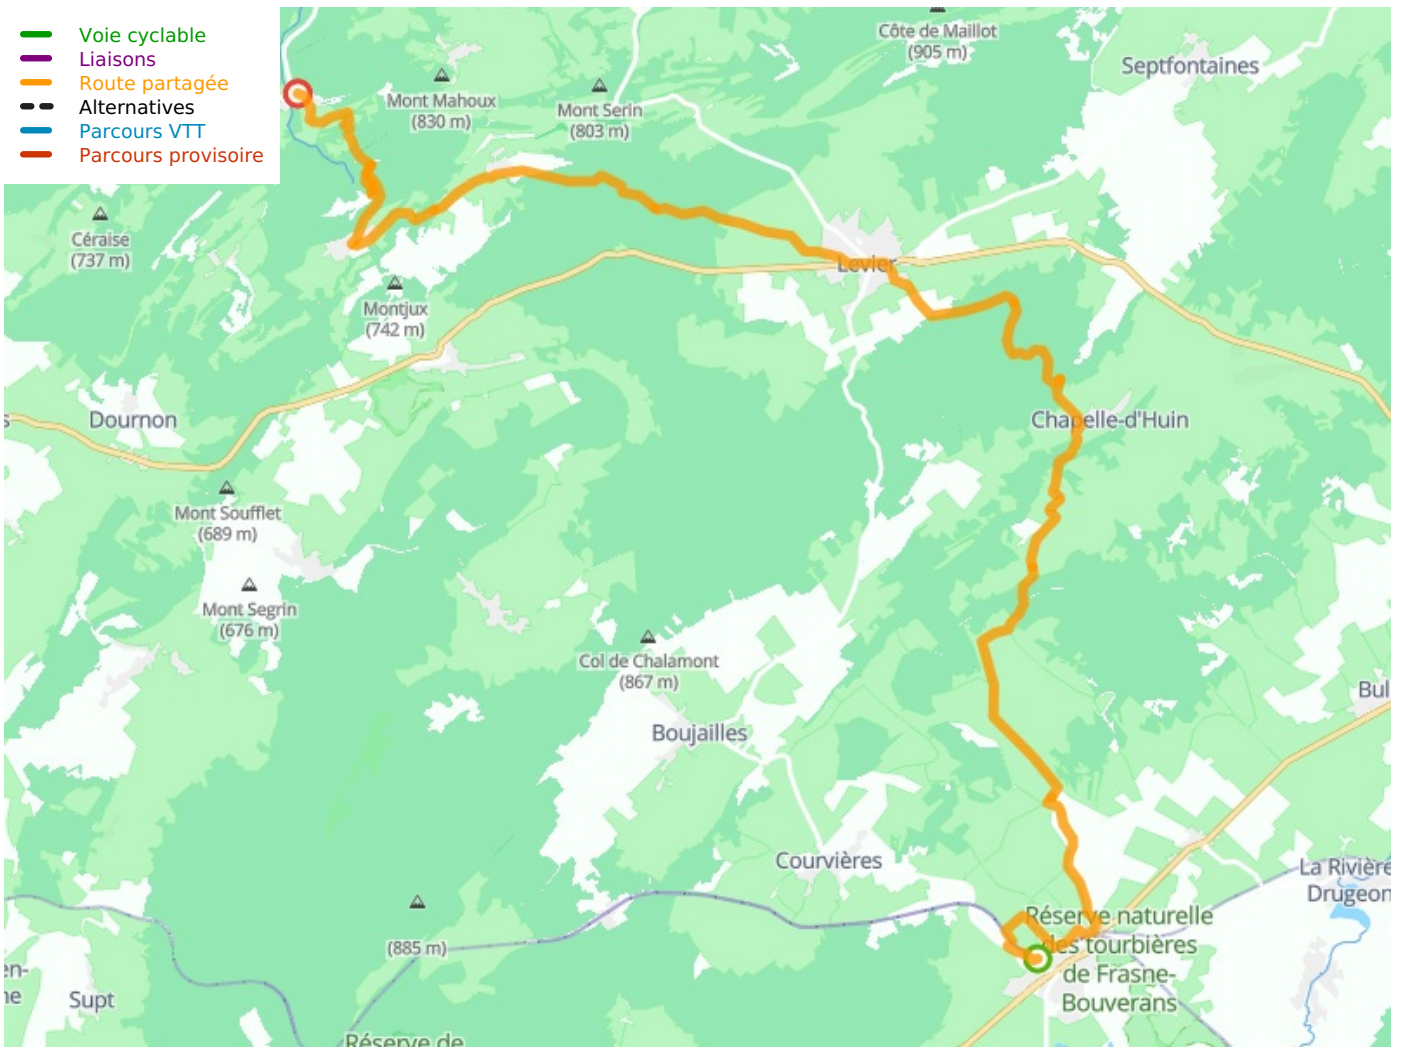 Voie cyclable
Liaisons
Route partagée
Alternatives
Parcours VTT
Parcours provisoire
Côte de Maillot
(905 m)
Septfontaines
Mont Mahoux
(830 m)
Mont Serin
(803 m)
Céraise
(737 m)
Levier
Montjux
(742 m)
Dournon
s
Chapelle-d'Huin
Mont Soufflet
(689 m)
Mont Segrin
(676 m)
Col de Chalamont
(867 m)
Bul
Boujailles
Courvières
La Rivière
Drugeon
Réserve naturelle
des tourbières
de Frasne-
Bouverans
(885 m)
en-
ne
Supt
Réserve de